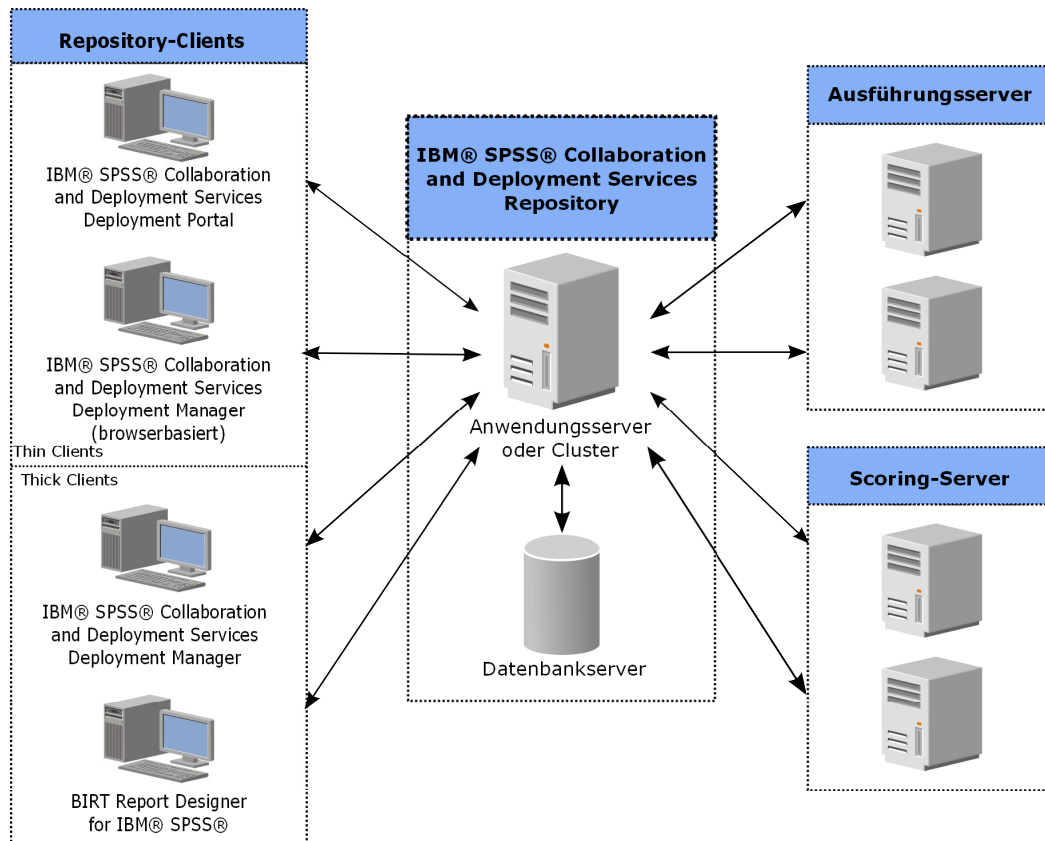 Repository-Clients
IBM® SPSS® Collaboration
and Deployment Services
Deployment Portal
IBM® SPSS® Collaboration
and Deployment Services
Deployment Manager
(browserbasiert)
Thin Clients
Thick Clients
IBM® SPSS® Collaboration
and Deployment Services
Deployment Manager
BIRT Report Designer
for IBM® SPSS®
IBM® SPSS® Collaboration
and Deployment Services
Repository
Anwendungsserver
oder Cluster
Datenbankserver
Ausführungsserver
Scoring-Server